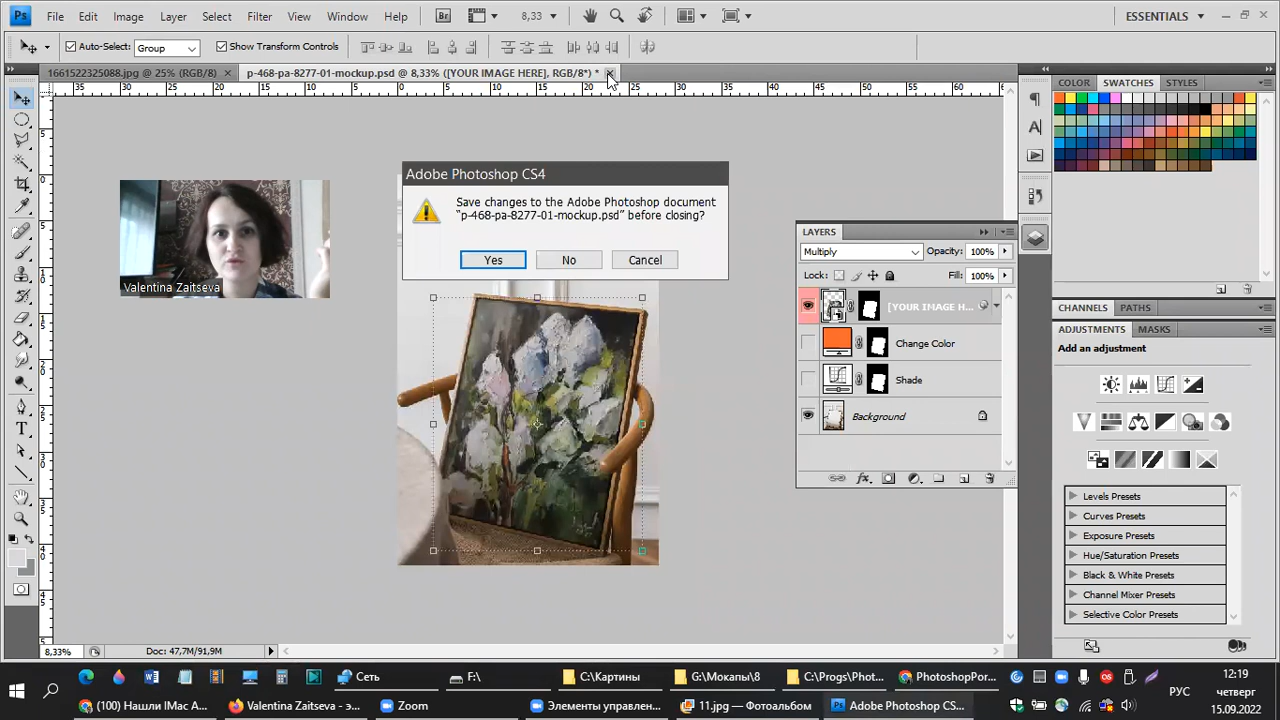 Ps
File Edit Image Layer Select Filter View Window Help
Br
8,33
ESSENTIALS
Auto-Select:
Group
Show Transform Controls
1661522325088.jpg @ 25% (RGB/8)
p-468-pa-8277-01-mockup.psd @ 8,33% ([YOUR IMAGE HERE], RGB/8*) *
COLOR SWATCHES STYLES
Adobe Photoshop CS4
Save changes to the Adobe Photoshop document
“p-468-pa-8277-01-mockup.psd” before closing?
Yes No Cancel
Valentina Zaitseva
LAYERS
Multiply
Opacity: 100%
Lock:
Fill: 100%
[YOUR IMAGE H...
Change Color
Shade
Background
CHANNELS PATHS
ADJUSTMENTS MASKS
Add an adjustment
Levels Presets
Curves Presets
Exposure Presets
Hue/Saturation Presets
Black & White Presets
Channel Mixer Presets
Selective Color Presets
8,33%
Doc: 47,7M/91,9M
Сеть
F:\
C:\Картины
G:\Мокапы\8
C:\Progs\Phot...
PhotoshopPor...
12:19
(100) Нашли IMac A...
Valentina Zaitseva - э...
Zoom
Элементы управлен...
11.jpg — Фотоальбом
Adobe Photoshop CS...
РУС
четверг
15.09.2022